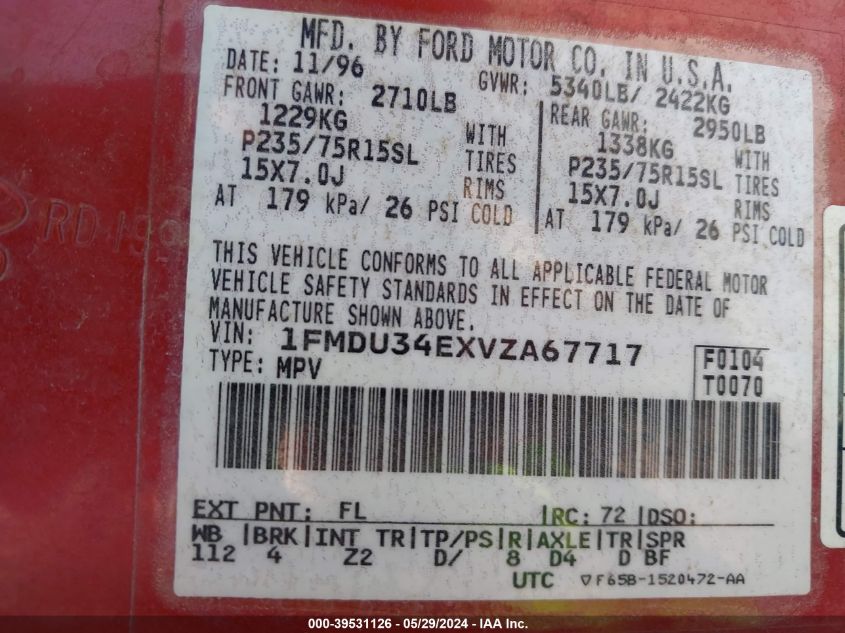 MFD. BY FORD MOTOR CO. IN U.S.A.
DATE: 11/96 GVWR: 5340LB/ 2422KG
FRONT GAWR: 2710LB REAR GAWR: 2950LB
1229KG WITH 1338KG WITH
P235/75R15SL TIRES P235/75R15SL TIRES
15X7.0J RIMS 15X7.0J RIMS
AT 179 kPa/ 26 PSI COLD AT 179 kPa/ 26 PSI COLD
THIS VEHICLE CONFORMS TO ALL APPLICABLE FEDERAL MOTOR
VEHICLE SAFETY STANDARDS IN EFFECT ON THE DATE OF
MANUFACTURE SHOWN ABOVE.
VIN: 1FMDU34EXVZA67717
TYPE: MPV
F0104
T0070
EXT PNT: FL RC: 72 DSO:
WB BRK INT TR TP/PS R AXLE TR SPR
112 4 Z2 D/ 8 D4 D BF
UTC ▽F65B-1520472-AA
000-39531126 - 05/29/2024 - IAA Inc.